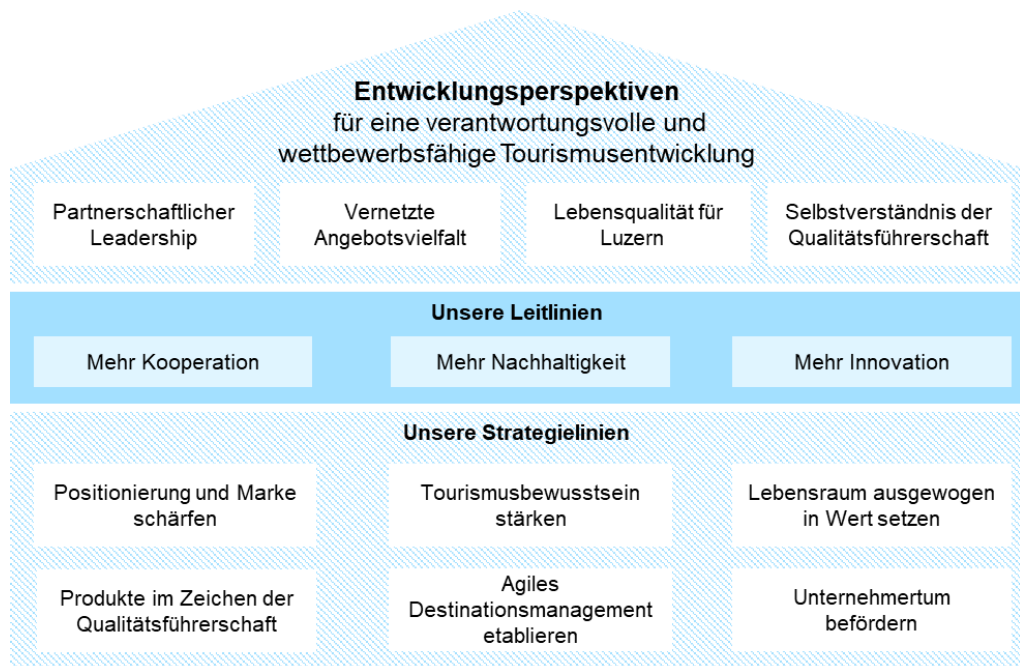 Entwicklungsperspektiven
für eine verantwortungsvolle und
wettbewerbsfähige Tourismusentwicklung
Partnerschaftlicher
Leadership
Vernetzte
Angebotsvielfalt
Lebensqualität für
Luzern
Selbstverständnis der
Qualitätsführerschaft
Unsere Leitlinien
Mehr Kooperation
Mehr Nachhaltigkeit
Mehr Innovation
Unsere Strategielinien
Positionierung und Marke
schärfen
Tourismusbewusstsein
stärken
Lebensraum ausgewogen
in Wert setzen
Produkte im Zeichen der
Qualitätsführerschaft
Agiles
Destinationsmanagement
etablieren
Unternehmertum
befördern